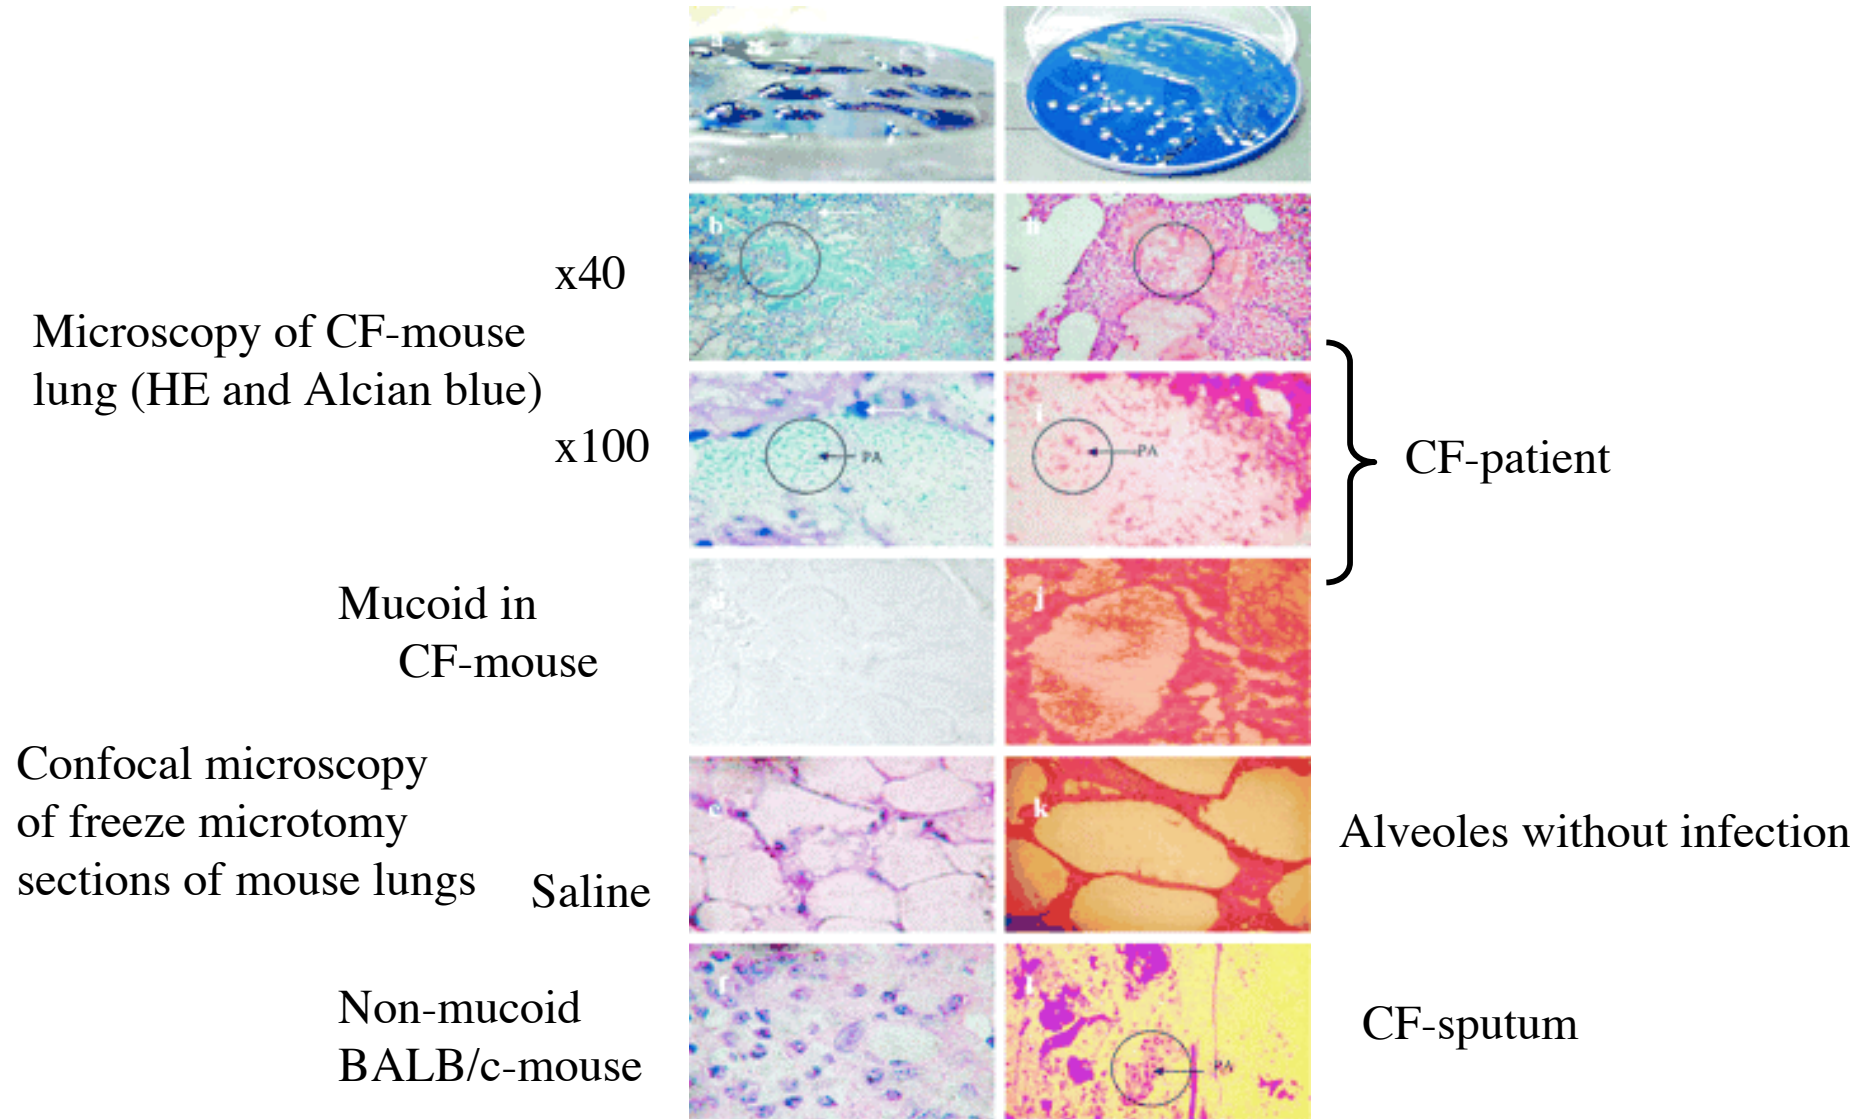 a
b
h
x40
Microscopy of CF-mouse
lung (HE and Alcian blue)
x100
PA
i
PA
CF-patient
Mucoid in
CF-mouse
j
Confocal microscopy
of freeze microtomy
sections of mouse lungs
Saline
e
k
Alveoles without infection
Non-mucoid
BALB/c-mouse
f
l
PA
CF-sputum